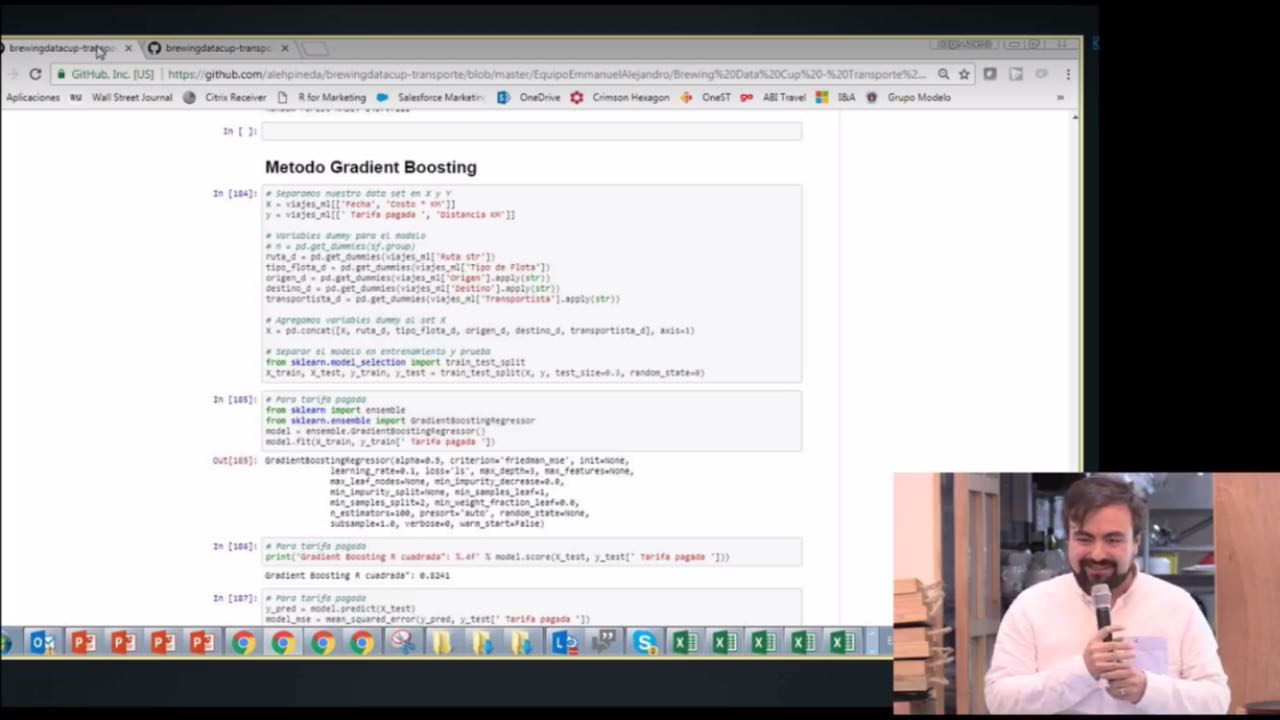 brewingdatacup-transpo
brewingdatacup-transpo
GitHub, Inc. [US]
https://github.com/alehpineda/brewingdatacup-transporte/blob/master/EquipoEmmanuelAlejandro/Brewing%20Data%20Cup%20-%20Transporte%2...
Aplicaciones
Wall Street Journal
Citrix Receiver
R for Marketing
Salesforce Marketin
OneDrive
Crimson Hexagon
OneST
ABI Travel
I&A
Grupo Modelo
»
In [ ]:
Metodo Gradient Boosting
In [184]:
# Separamos nuestro data set en X y Y
X = viajes_ml[['Fecha', 'Costo * KM']]
y = viajes_ml[[' Tarifa pagada ', 'Distancia KM']]
# Variables dummy para el modelo
# n = pd.get_dummies(sf.group)
ruta_d = pd.get_dummies(viajes_ml['Ruta str'])
tipo_flota_d = pd.get_dummies(viajes_ml['Tipo de Flota'])
origen_d = pd.get_dummies(viajes_ml['Origen'].apply(str))
destino_d = pd.get_dummies(viajes_ml['Destino'].apply(str))
transportista_d = pd.get_dummies(viajes_ml['Transportista'].apply(str))
# Agregamos variables dummy al set X
X = pd.concat([X, ruta_d, tipo_flota_d, origen_d, destino_d, transportista_d], axis=1)
# Separar el modelo en entrenamiento y prueba
from sklearn.model_selection import train_test_split
X_train, X_test, y_train, y_test = train_test_split(X, y, test_size=0.3, random_state=0)
In [185]:
# Para tarifa pagada
from sklearn import ensemble
from sklearn.ensemble import GradientBoostingRegressor
model = ensemble.GradientBoostingRegressor()
model.fit(X_train, y_train[' Tarifa pagada '])
Out[185]:
GradientBoostingRegressor(alpha=0.9, criterion='friedman_mse', init=None,
learning_rate=0.1, loss='ls', max_depth=3, max_features=None,
max_leaf_nodes=None, min_impurity_decrease=0.0,
min_impurity_split=None, min_samples_leaf=1,
min_samples_split=2, min_weight_fraction_leaf=0.0,
n_estimators=100, presort='auto', random_state=None,
subsample=1.0, verbose=0, warm_start=False)
In [186]:
# Para tarifa pagada
print("Gradient Boosting R cuadrada": %.4f' % model.score(X_test, y_test[' Tarifa pagada ']))
Gradient Boosting R cuadrada": 0.8241
In [187]:
# Para tarifa pagada
y_pred = model.predict(X_test)
model_mse = mean_squared_error(y_pred, y_test[' Tarifa pagada '])